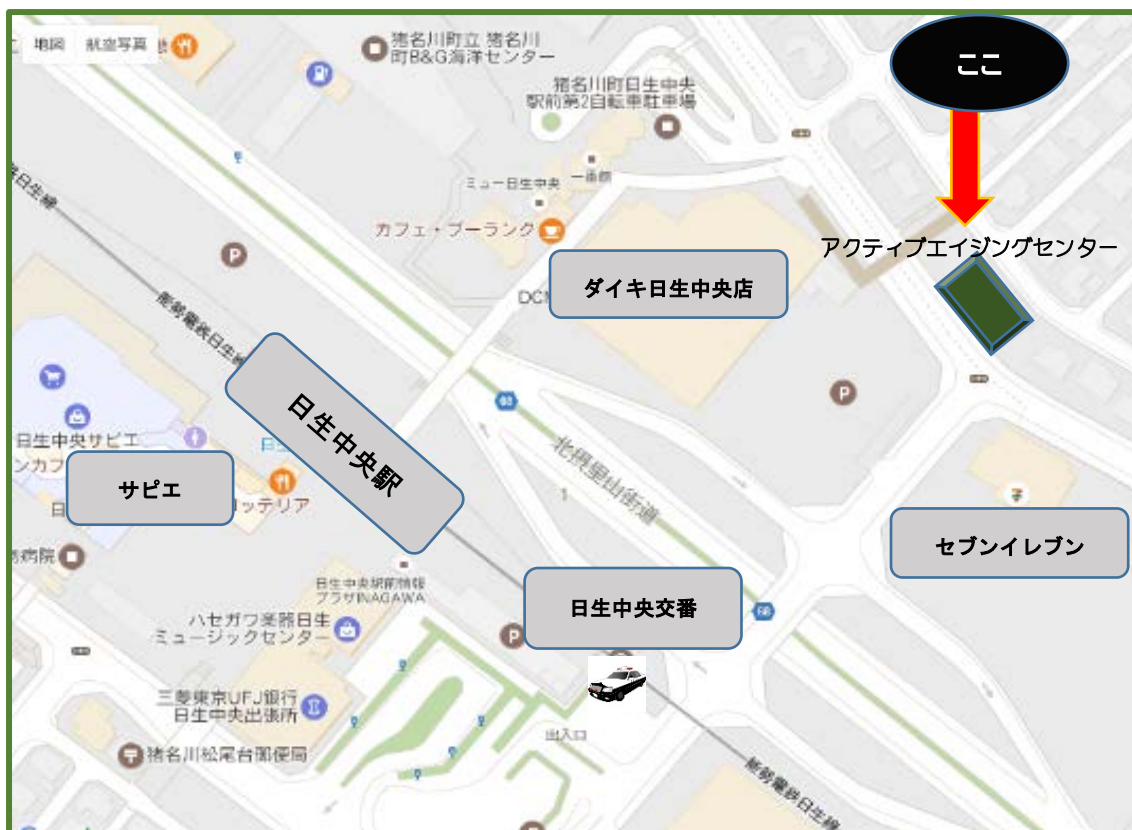 地図 航空写真
猪名川町立 猪名川
町B&G海洋センター
ここ
猪名川町日生中央
駅前第2自転車駐車場
一番館
ミュー日生中央
カフェ・プーランク
アクティブエイジングセンター
ダイキ日生中央店
DCM
能勢電鉄日生線
日生中央駅
68
北摂里山街道
1
日生中央サピエ
サピエ
ロッテリア
セブンイレブン
日生中央駅前情報
プラザINAGAWA
日生中央交番
68
ハセガワ楽器日生
ミュージックセンター
三菱東京UFJ銀行
日生中央出張所
出入口
猪名川松尾台郵便局
能勢電鉄日生線